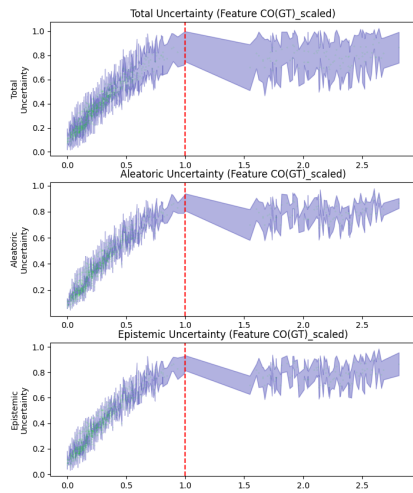 Total Uncertainty (Feature CO(GT)_scaled)
1.0
0.8
0.6
0.4
0.2
0.0
Total
Uncertainty
0.0 0.5 1.0 1.5 2.0 2.5
Aleatoric Uncertainty (Feature CO(GT)_scaled)
1.0
0.8
0.6
0.4
0.2
Aleatoric
Uncertainty
0.0 0.5 1.0 1.5 2.0 2.5
Epistemic Uncertainty (Feature CO(GT)_scaled)
1.0
0.8
0.6
0.4
0.2
0.0
Epistemic
Uncertainty
0.0 0.5 1.0 1.5 2.0 2.5